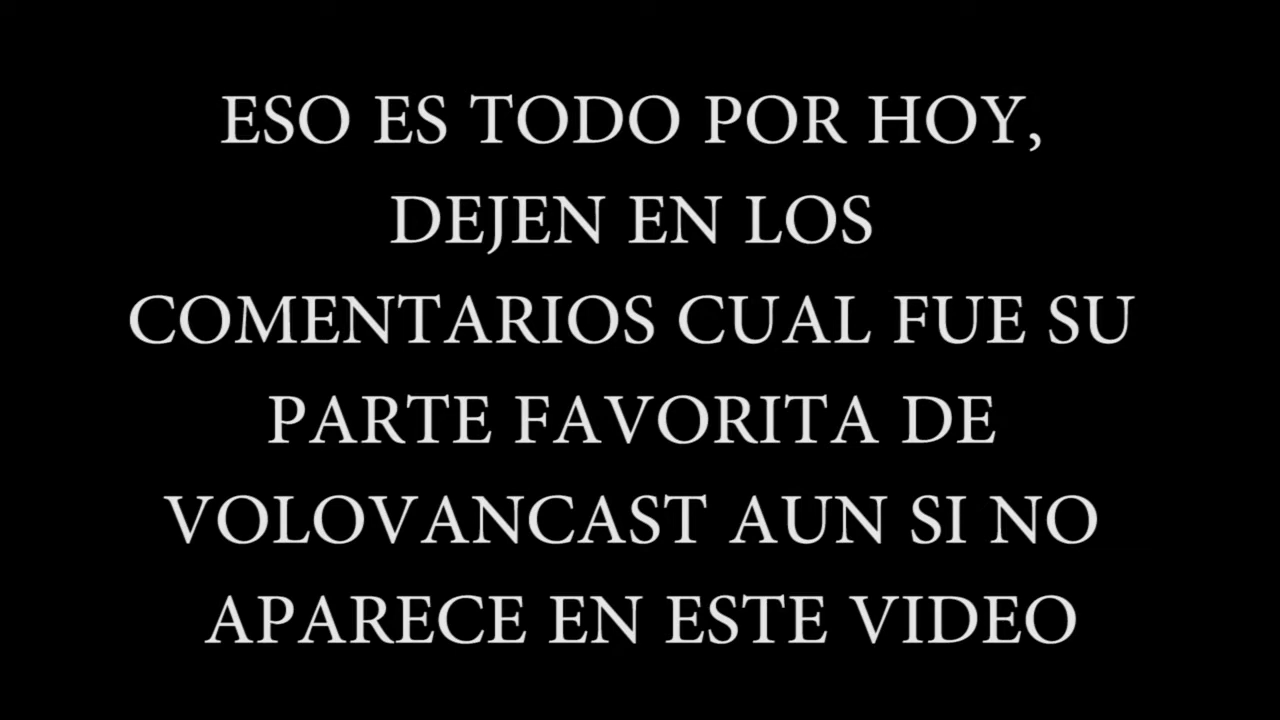 ESO ES TODO POR HOY,
DEJEN EN LOS
COMENTARIOS CUAL FUE SU
PARTE FAVORITA DE
VOLOVANCAST AUN SI NO
APARECE EN ESTE VIDEO